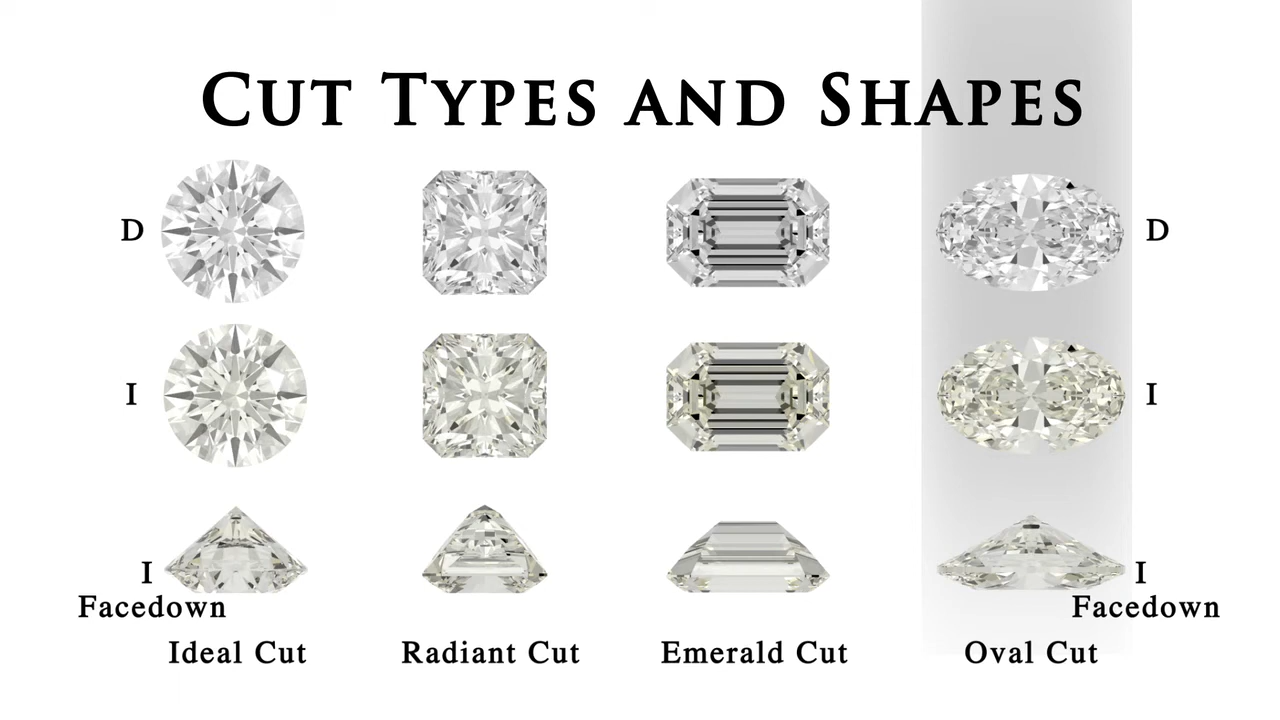 CUT TYPES AND SHAPES
D D
I I
I I
Facedown Facedown
Ideal Cut Radiant Cut Emerald Cut Oval Cut